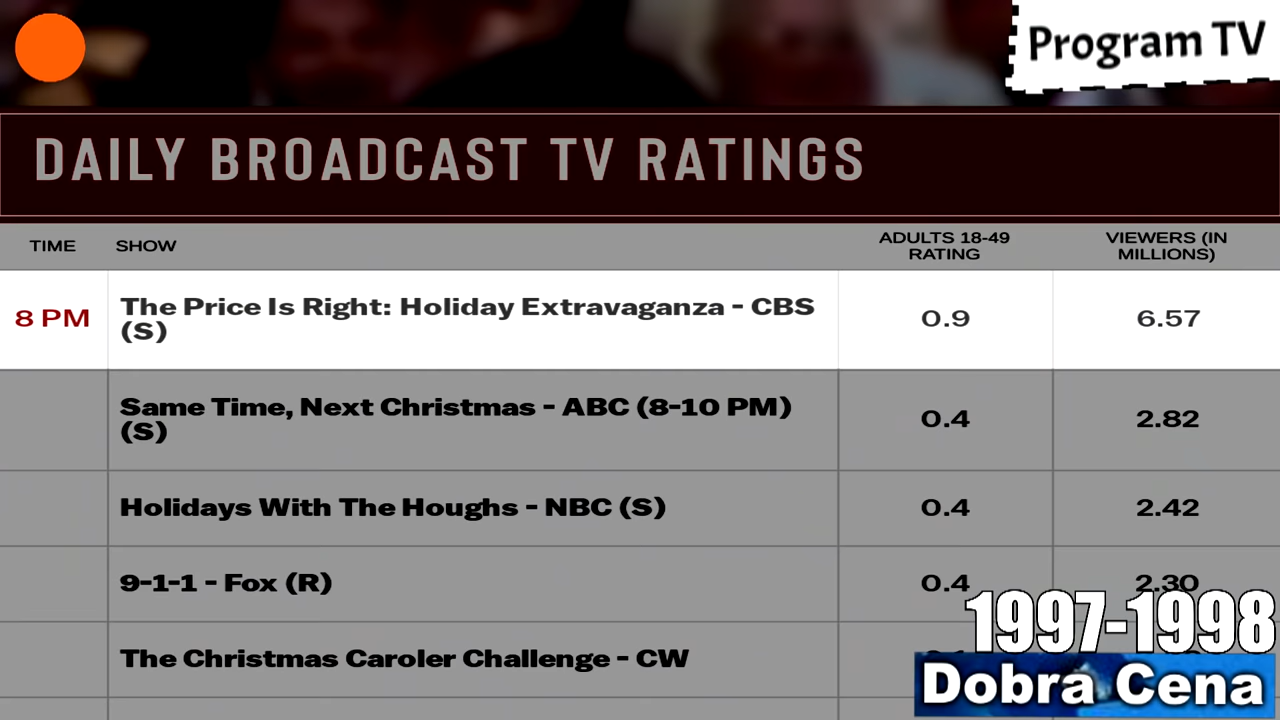 Program TV
DAILY BROADCAST TV RATINGS
TIME SHOW ADULTS 18-49 RATING VIEWERS (IN MILLIONS)
8 PM The Price Is Right: Holiday Extravaganza - CBS (S) 0.9 6.57
Same Time, Next Christmas - ABC (8-10 PM) (S) 0.4 2.82
Holidays With The Houghs - NBC (S) 0.4 2.42
9-1-1 - Fox (R) 0.4 2.30
The Christmas Caroler Challenge - CW
1997-1998
Dobra Cena